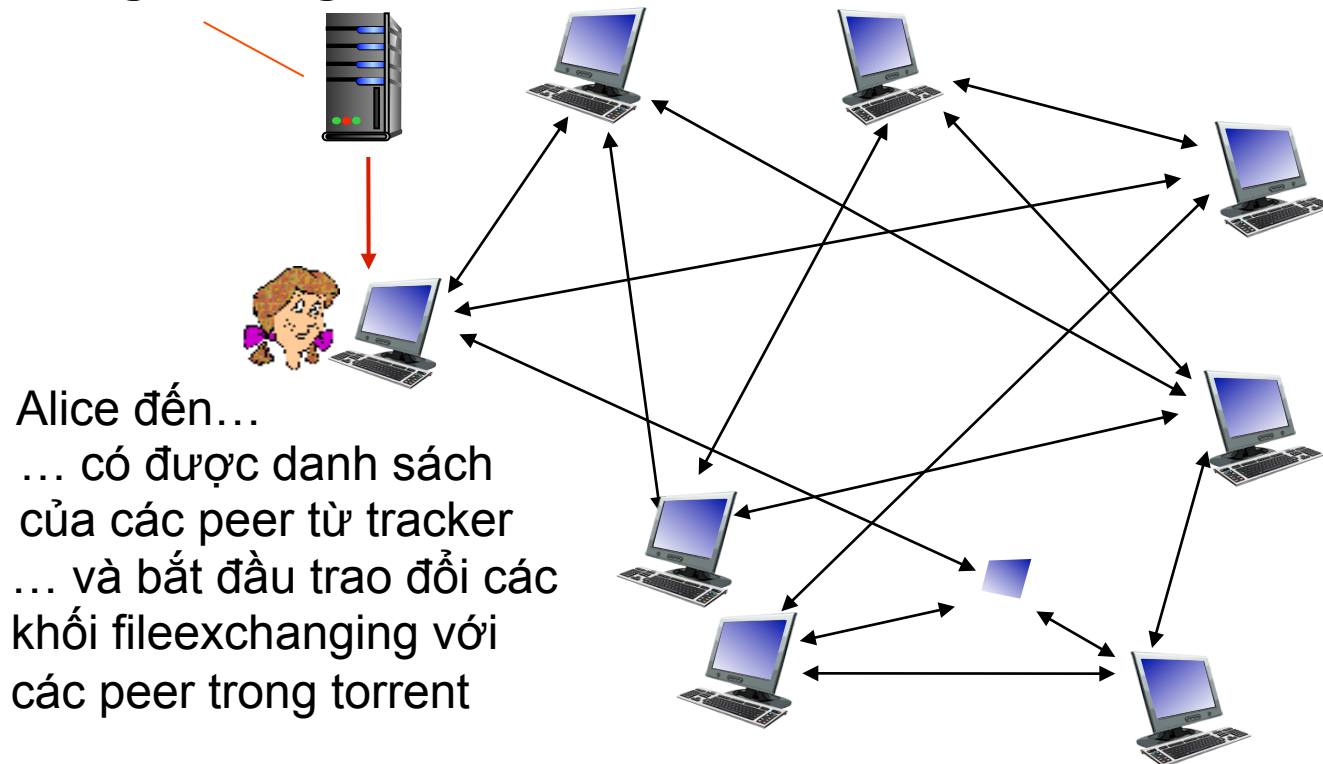 Alice đến…
… có được danh sách
của các peer từ tracker
… và bắt đầu trao đổi các
khối fileexchanging với
các peer trong torrent